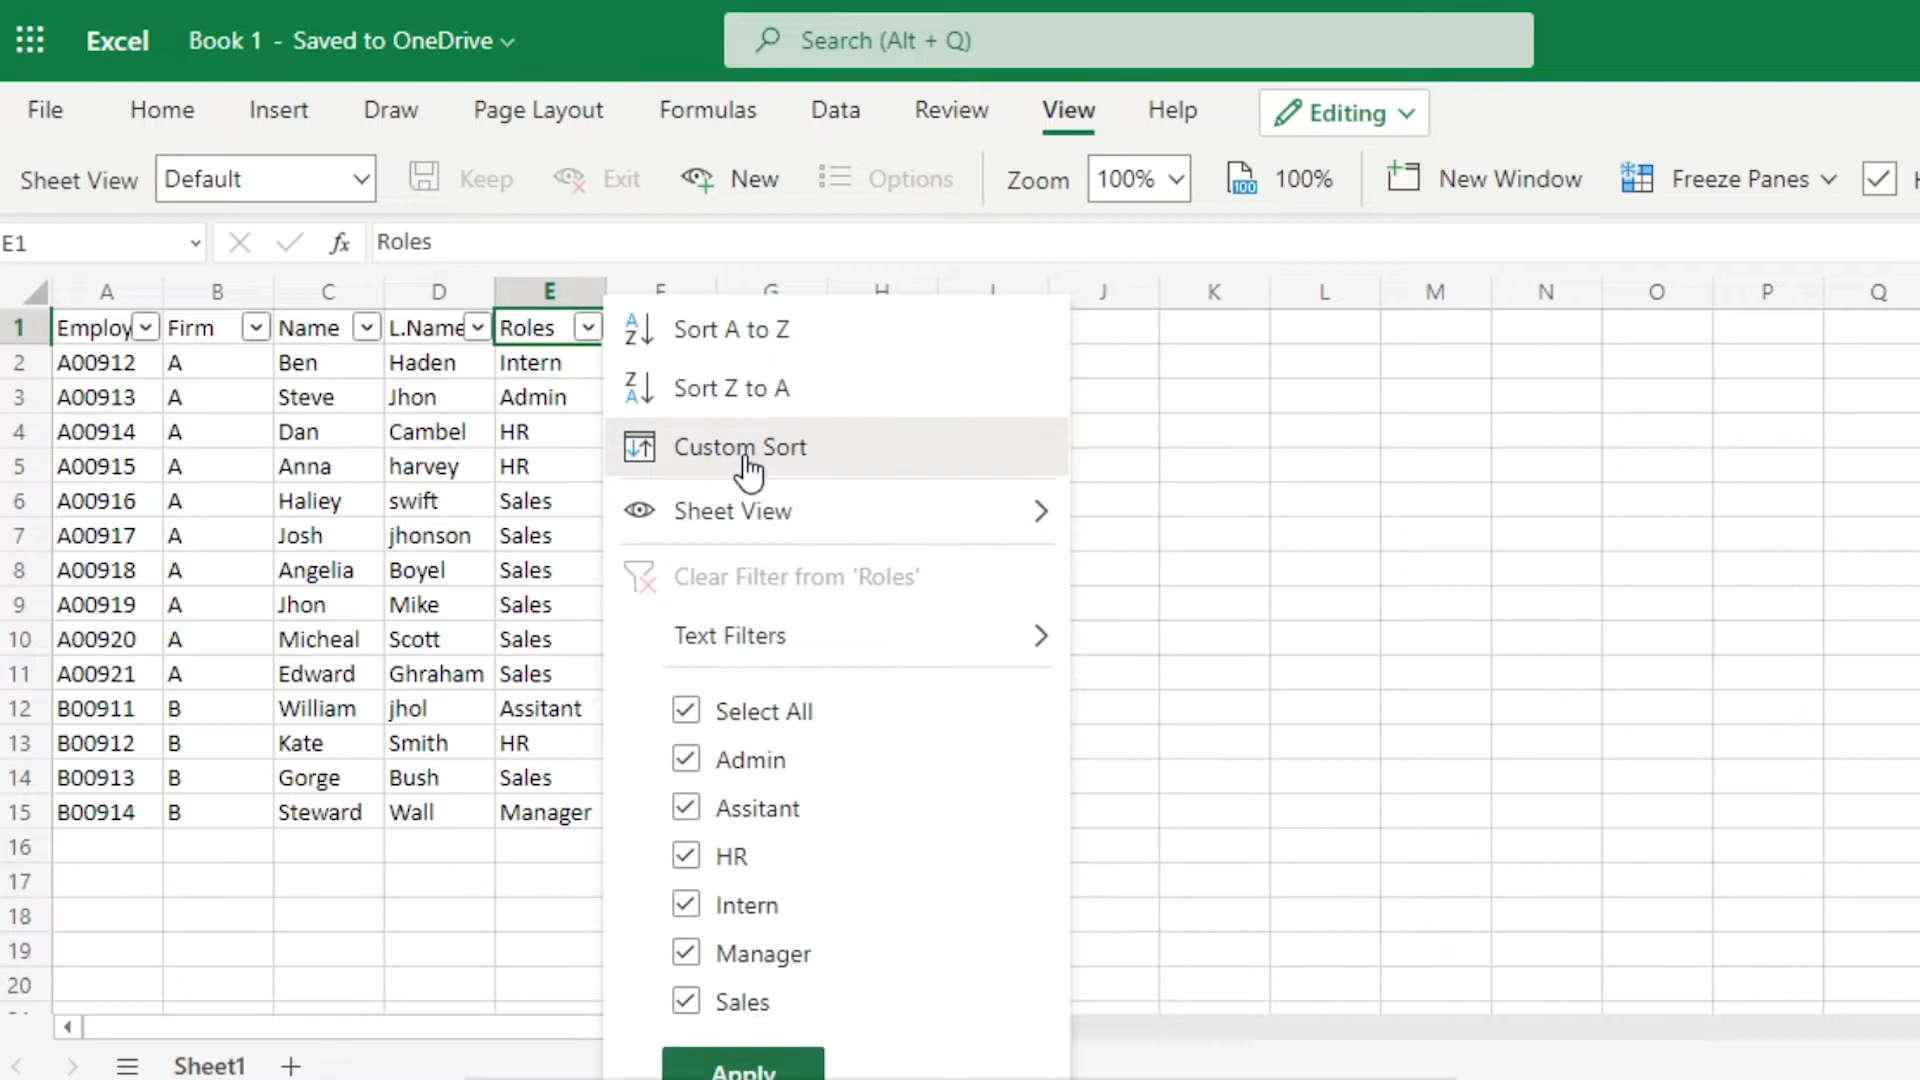 Excel Book 1 - Saved to OneDrive Search (Alt + Q)
File Home Insert Draw Page Layout Formulas Data Review View Help Editing
Sheet View Default Keep Exit New Options Zoom 100% 100 100% New Window Freeze Panes
E1 fx Roles
A B C D E J K L M N O P Q
1 Employ Firm Name L.Name Roles
2 A00912 A Ben Haden Intern
3 A00913 A Steve Jhon Admin
4 A00914 A Dan Cambel HR
5 A00915 A Anna harvey HR
6 A00916 A Haliey swift Sales
7 A00917 A Josh jhonson Sales
8 A00918 A Angelia Boyel Sales
9 A00919 A Jhon Mike Sales
10 A00920 A Micheal Scott Sales
11 A00921 A Edward Ghraham Sales
12 B00911 B William jhol Assitant
13 B00912 B Kate Smith HR
14 B00913 B Gorge Bush Sales
15 B00914 B Steward Wall Manager
16
17
18
19
20
Sort A to Z
Sort Z to A
Custom Sort
Sheet View
Clear Filter from 'Roles'
Text Filters
Select All
Admin
Assitant
HR
Intern
Manager
Sales
Apply
Sheet1